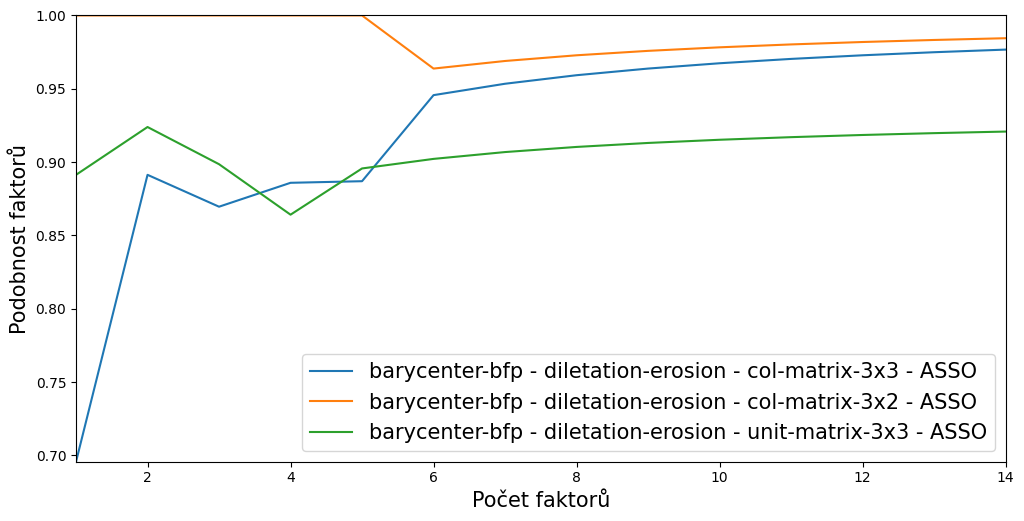 1.00
0.95
0.90
0.85
0.80
0.75
0.70
Podobnost faktorů
barycenter-bfp - diletation-erosion - col-matrix-3x3 - ASSO
barycenter-bfp - diletation-erosion - col-matrix-3x2 - ASSO
barycenter-bfp - diletation-erosion - unit-matrix-3x3 - ASSO
2 4 6 8 10 12 14
Počet faktorů